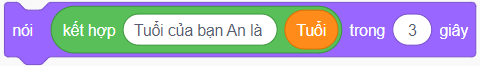 nói kết hợp Tuổi của bạn An là Tuổi trong 3 giây